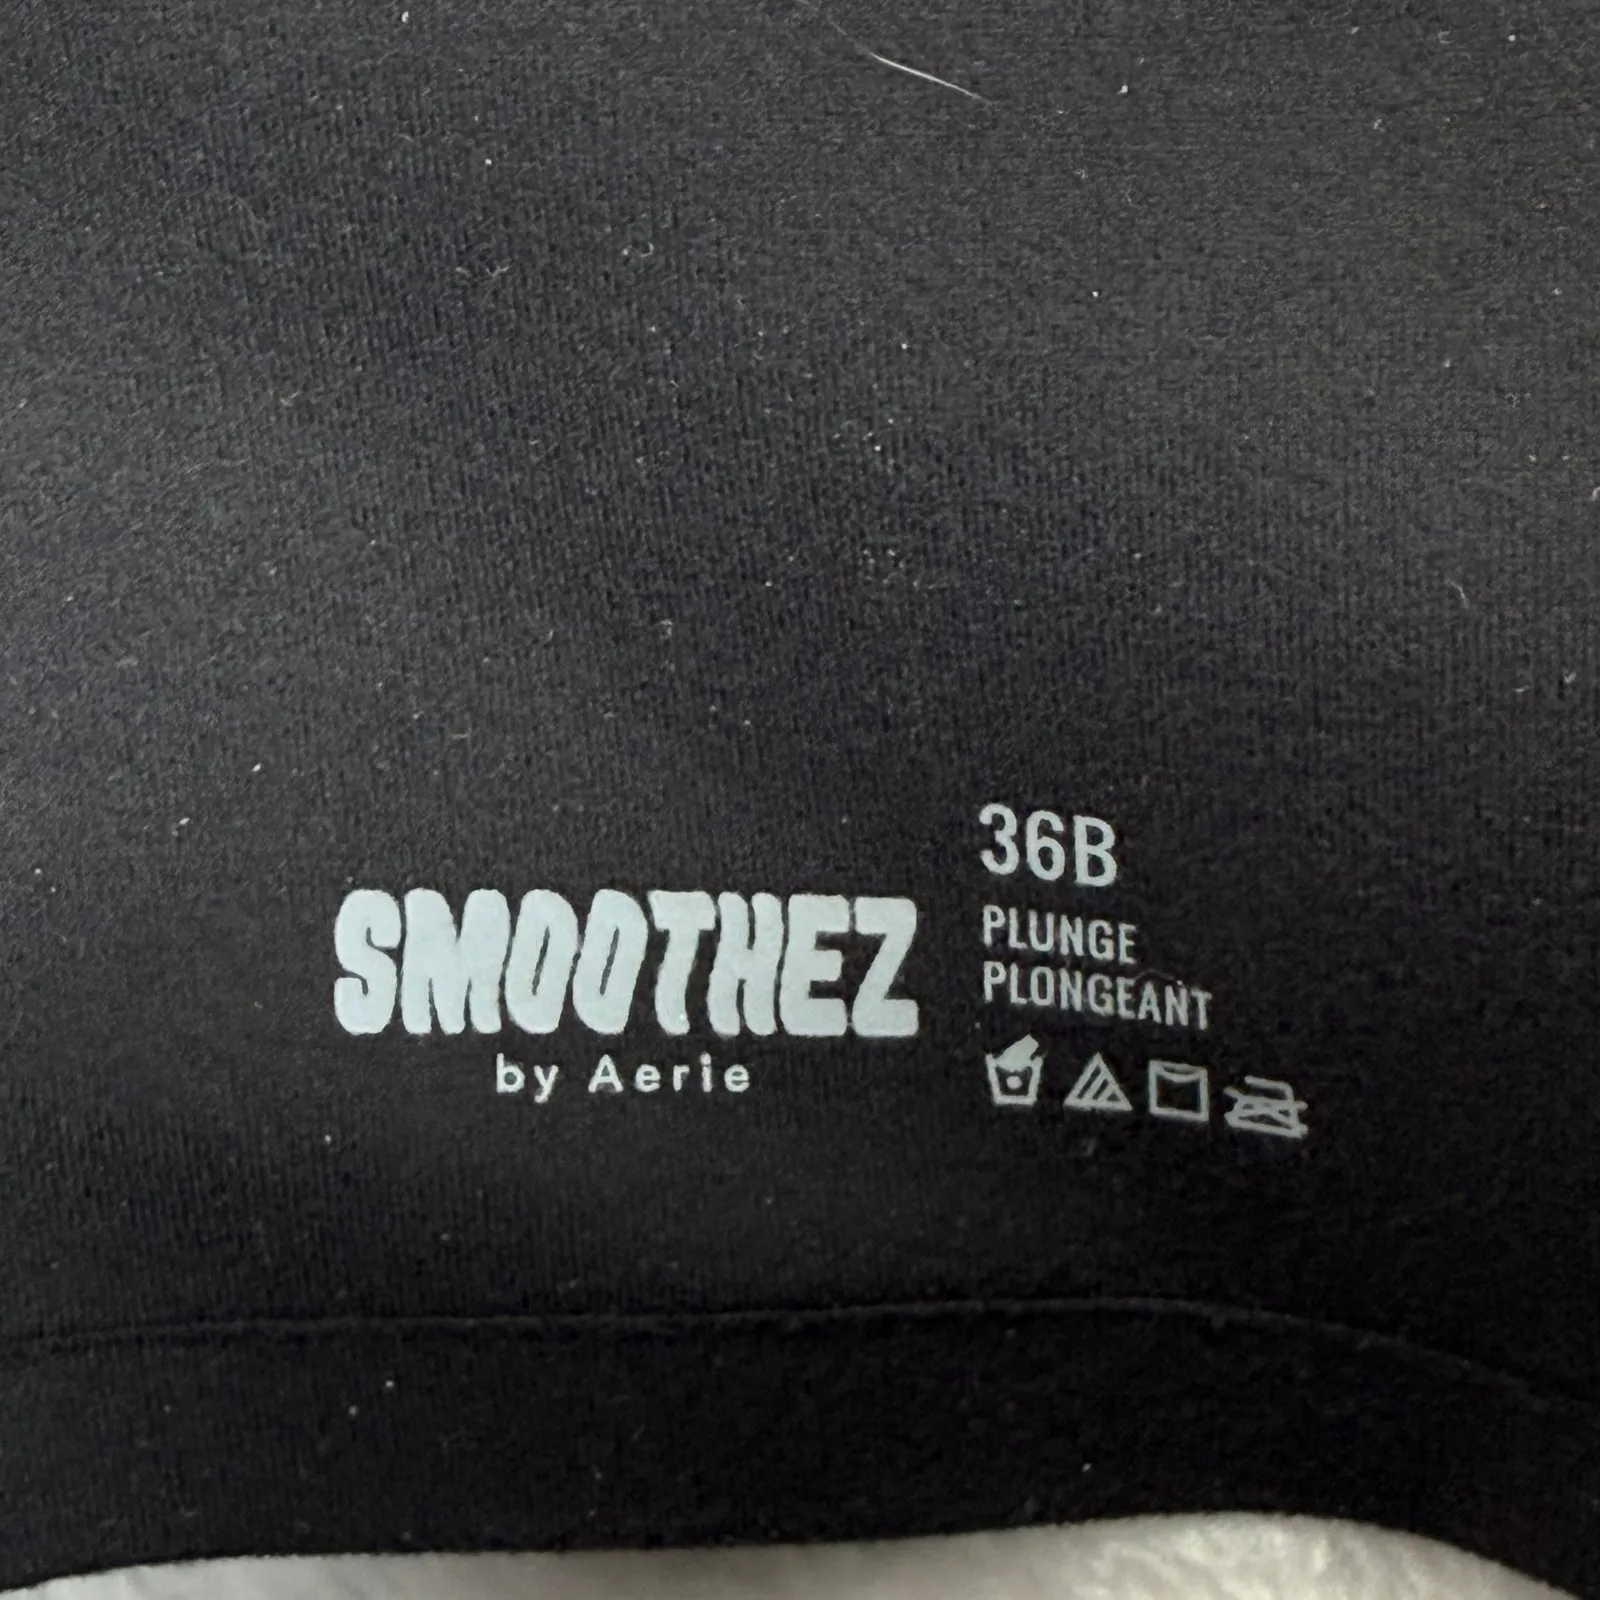 SMOOTHEZ
by Aerie
36B
PLUNGE
PLONGEANT